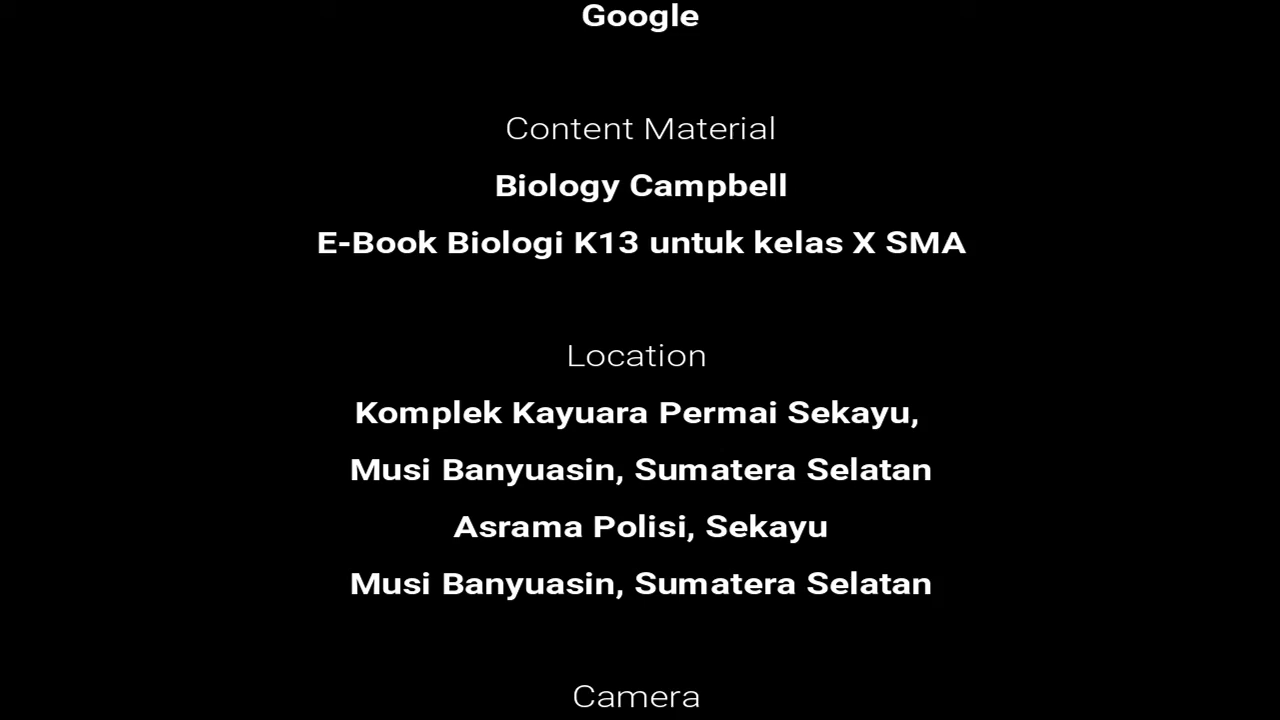 Google
Content Material
Biology Campbell
E-Book Biologi K13 untuk kelas X SMA
Location
Komplek Kayuara Permai Sekayu,
Musi Banyuasin, Sumatera Selatan
Asrama Polisi, Sekayu
Musi Banyuasin, Sumatera Selatan
Camera